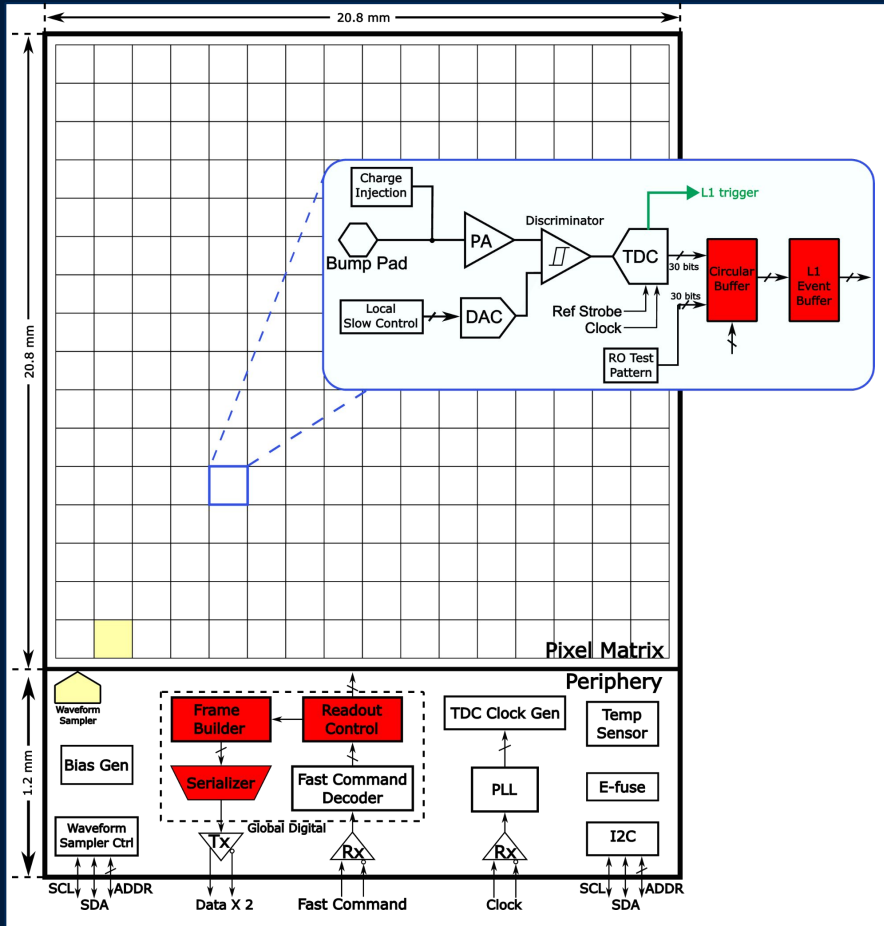 20.8 mm
20.8 mm
Charge
Injection
L1 trigger
Discriminator
PA
TDC
Bump Pad
30 bits
Circular
Buffer
L1
Event
Buffer
30 bits
Local
Slow Control
DAC
Ref Strobe
Clock
RO Test
Pattern
Pixel Matrix
Periphery
1.2 mm
Waveform
Sampler
Frame
Builder
Readout
Control
TDC Clock Gen
Temp
Sensor
Bias Gen
Serializer
Fast Command
Decoder
PLL
E-fuse
Global Digital
Waveform
Sampler Ctrl
Tx
Rx
Rx
I2C
SCL
ADDR
SDA
Data X 2
Fast Command
Clock
SCL
ADDR
SDA